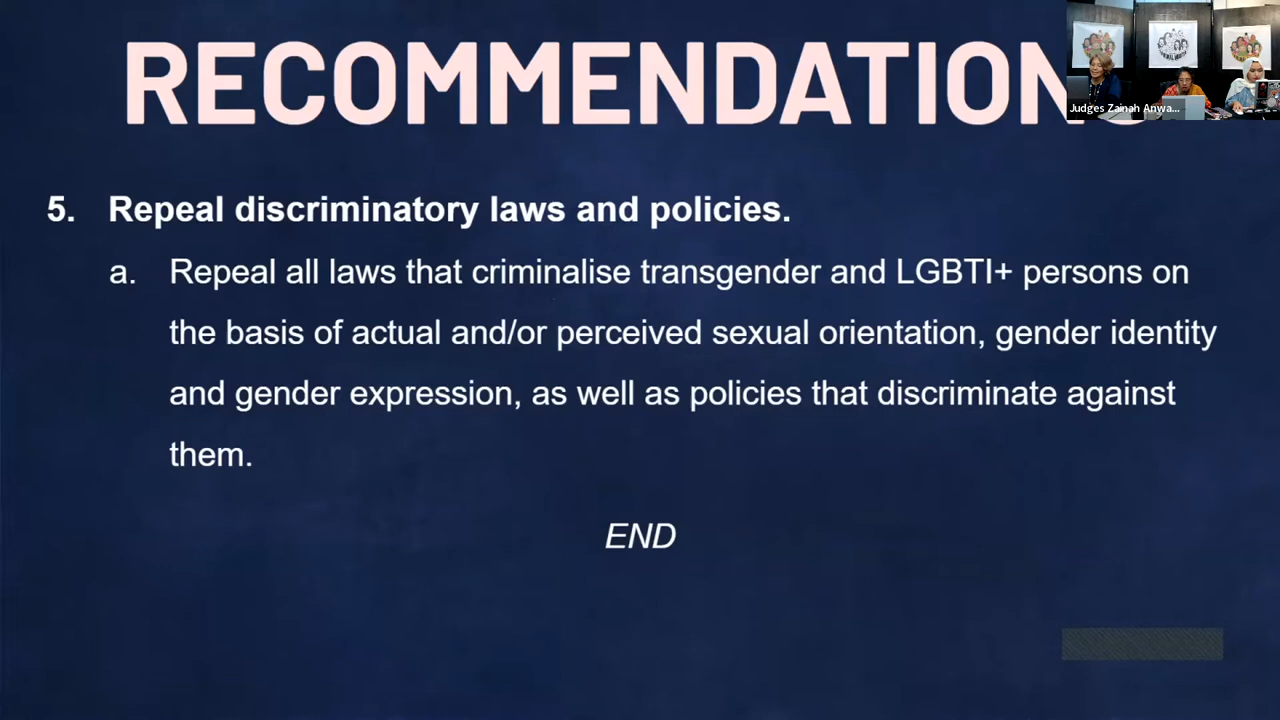 RECOMMENDATIONS
Judges Zainah Anwa...
5. Repeal discriminatory laws and policies.
a. Repeal all laws that criminalise transgender and LGBTI+ persons on
the basis of actual and/or perceived sexual orientation, gender identity
and gender expression, as well as policies that discriminate against
them.
END